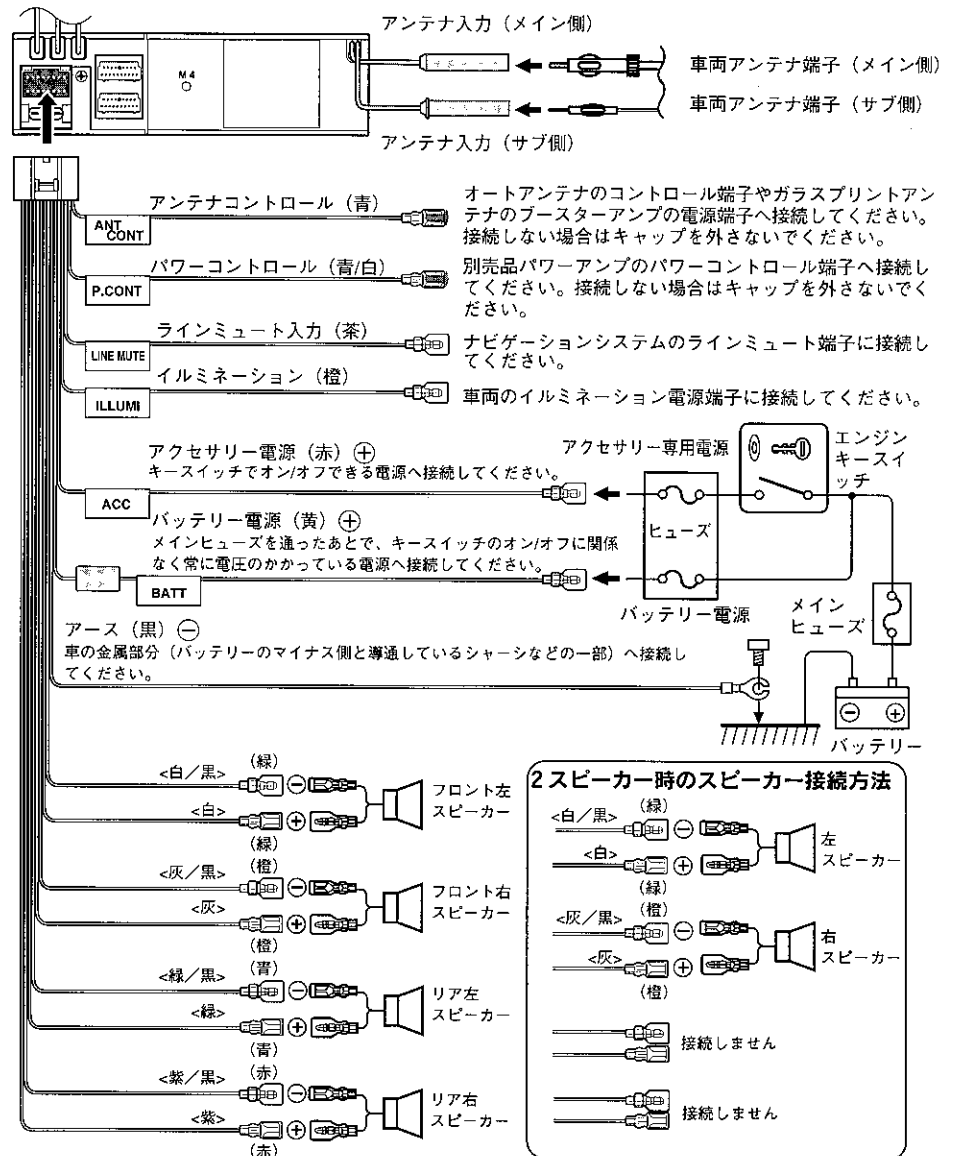 アンテナ入力（メイン側）
車両アンテナ端子（メイン側）
車両アンテナ端子（サブ側）
アンテナ入力（サブ側）
M4
アンテナコントロール（青）
ANT CONT
オートアンテナのコントロール端子やガラスプリントアン
テナのブースターアンプの電源端子へ接続してください。
接続しない場合はキャップを外さないでください。
パワーコントロール（青/白）
P.CONT
別売品パワーアンプのパワーコントロール端子へ接続し
てください。接続しない場合はキャップを外さないでく
ださい。
ラインミュート入力（茶）
LINE MUTE
ナビゲーションシステムのラインミュート端子に接続し
てください。
イルミネーション（橙）
ILLUMI
車両のイルミネーション電源端子に接続してください。
アクセサリー電源（赤）⊕
キースイッチでオン/オフできる電源へ接続してください。
ACC
アクセサリー専用電源
エンジン
キースイ
ッチ
ヒューズ
バッテリー電源（黄）⊕
メインヒューズを通ったあとで、キースイッチのオン/オフに関係
なく常に電圧のかかっている電源へ接続してください。
BATT
バッテリー電源
メイン
ヒューズ
アース（黒）⊖
車の金属部分（バッテリーのマイナス側と導通しているシャーシなどの一部）へ接続し
てください。
⊖ ⊕
バッテリー
<白／黒> （緑） ⊖
<白> ⊕
（緑）
フロント左
スピーカー
<灰／黒> （橙） ⊖
<灰> ⊕
（橙）
フロント右
スピーカー
<緑／黒> （青） ⊖
<緑> ⊕
（青）
リア左
スピーカー
<紫／黒> （赤） ⊖
<紫> ⊕
（赤）
リア右
スピーカー
2スピーカー時のスピーカー接続方法
<白／黒> （緑） ⊖
<白> ⊕
（緑）
左
スピーカー
<灰／黒> （橙） ⊖
<灰> ⊕
（橙）
右
スピーカー
接続しません
接続しません